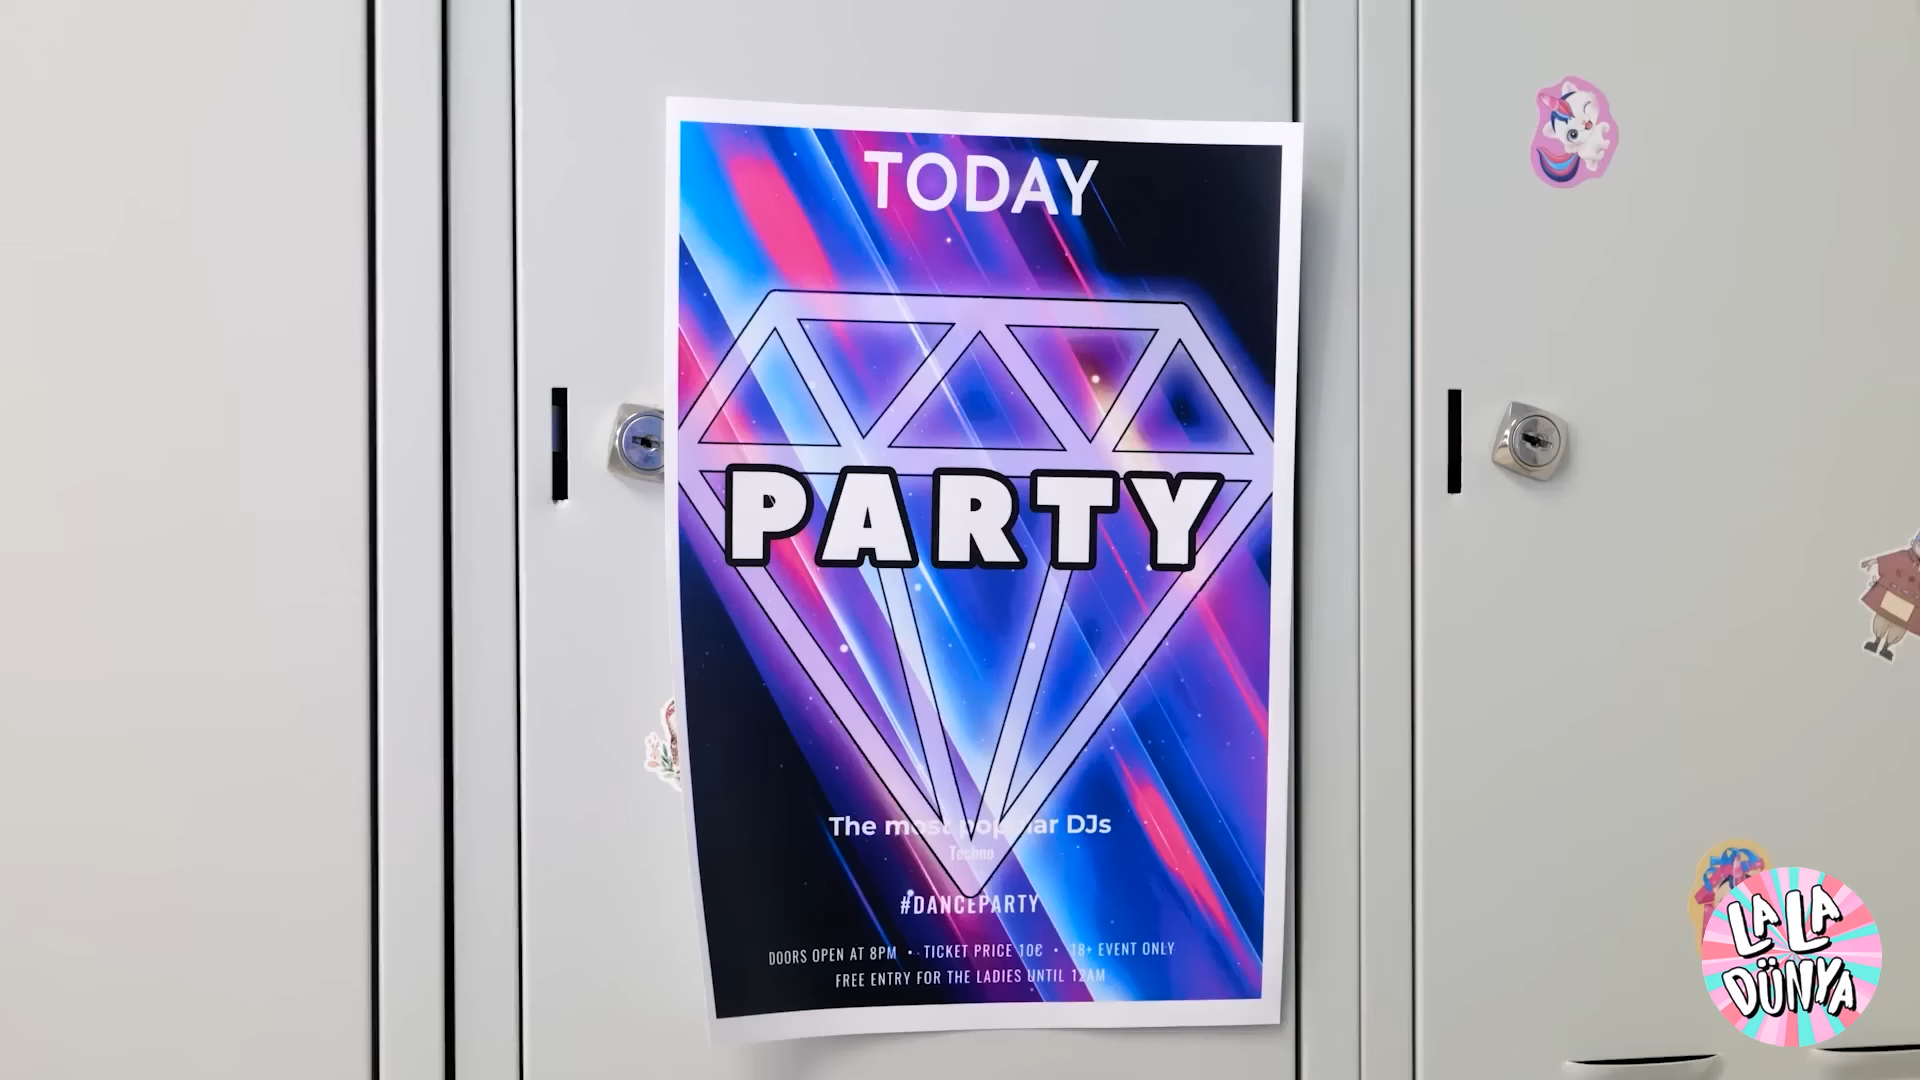 TODAY
PARTY
The most popular DJs
Techno
#DANCEPARTY
DOORS OPEN AT 8PM • TICKET PRICE 10€ • 18+ EVENT ONLY
FREE ENTRY FOR THE LADIES UNTIL 12AM
LA LA
DÜNYA